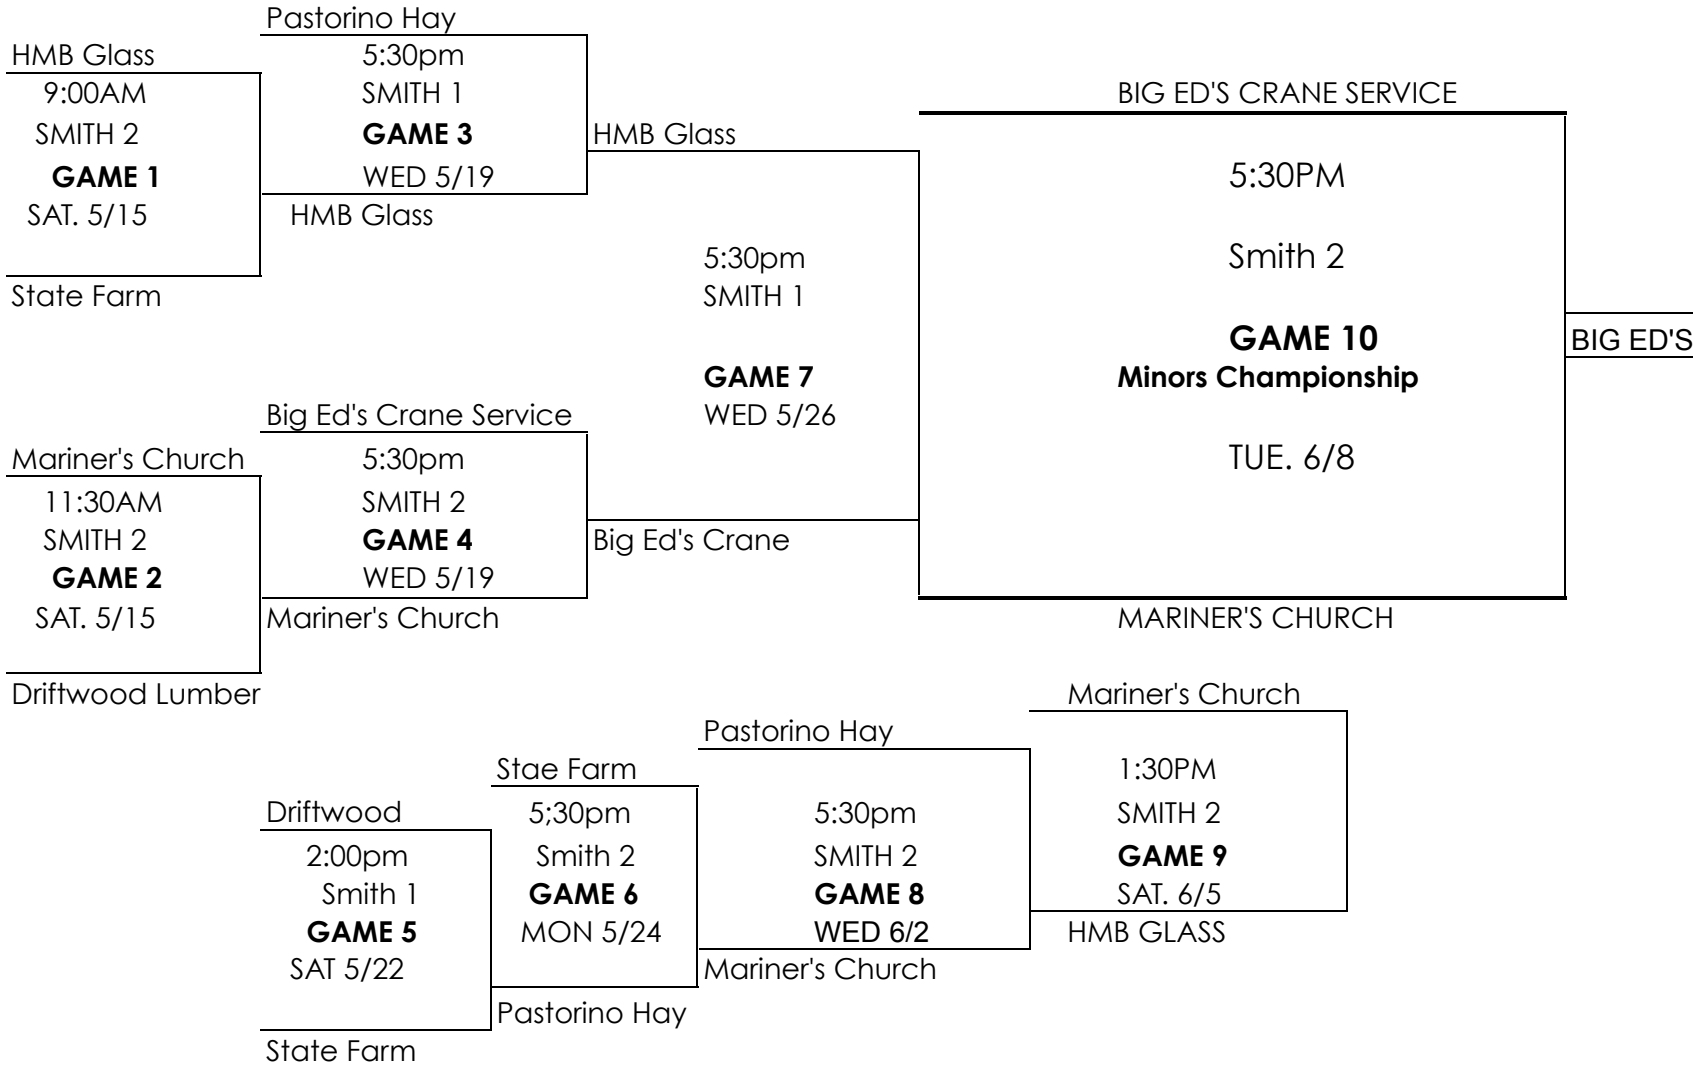 Pastorino Hay
HMB Glass
5:30pm
9:00AM
SMITH 1
BIG ED'S CRANE SERVICE
SMITH 2
GAME 3
HMB Glass
GAME 1
WED 5/19
5:30PM
SAT. 5/15
HMB Glass
5:30pm
Smith 2
State Farm
SMITH 1
GAME 10
BIG ED'S
GAME 7
Minors Championship
Big Ed's Crane Service
WED 5/26
Mariner's Church
5:30pm
TUE. 6/8
11:30AM
SMITH 2
SMITH 2
GAME 4
Big Ed's Crane
GAME 2
WED 5/19
SAT. 5/15
Mariner's Church
MARINER'S CHURCH
Driftwood Lumber
Mariner's Church
Pastorino Hay
Stae Farm
1:30PM
Driftwood
5;30pm
5:30pm
SMITH 2
2:00pm
Smith 2
SMITH 2
GAME 9
Smith 1
GAME 6
GAME 8
SAT. 6/5
GAME 5
MON 5/24
WED 6/2
HMB GLASS
SAT 5/22
Mariner's Church
Pastorino Hay
State Farm